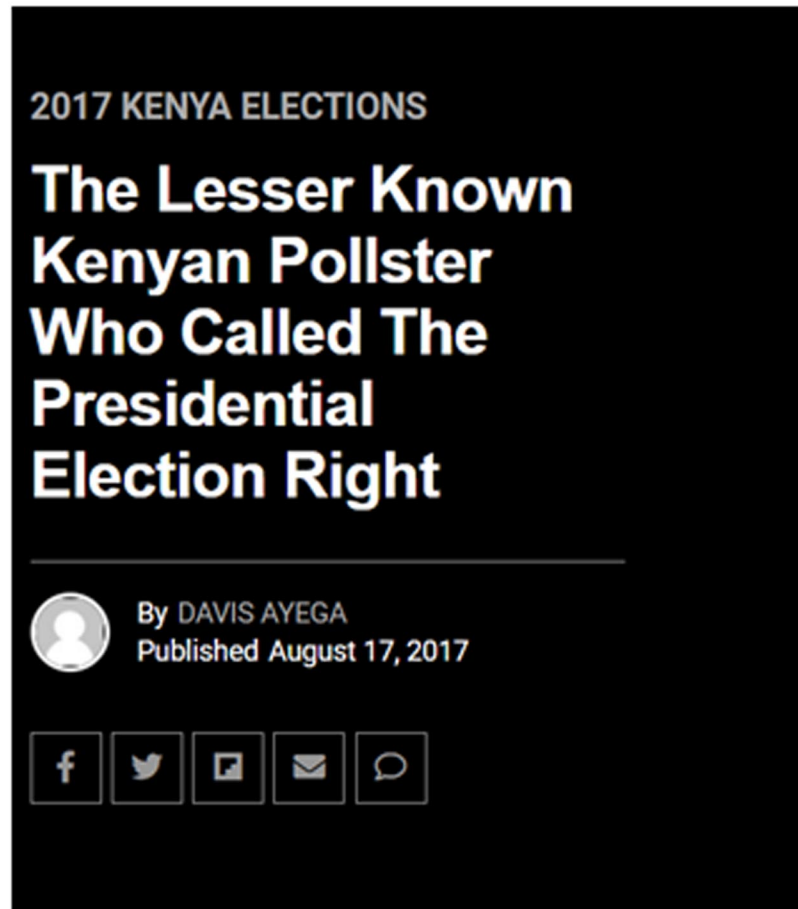 2017 KENYA ELECTIONS
The Lesser Known
Kenyan Pollster
Who Called The
Presidential
Election Right
By DAVIS AYEGA
Published August 17, 2017